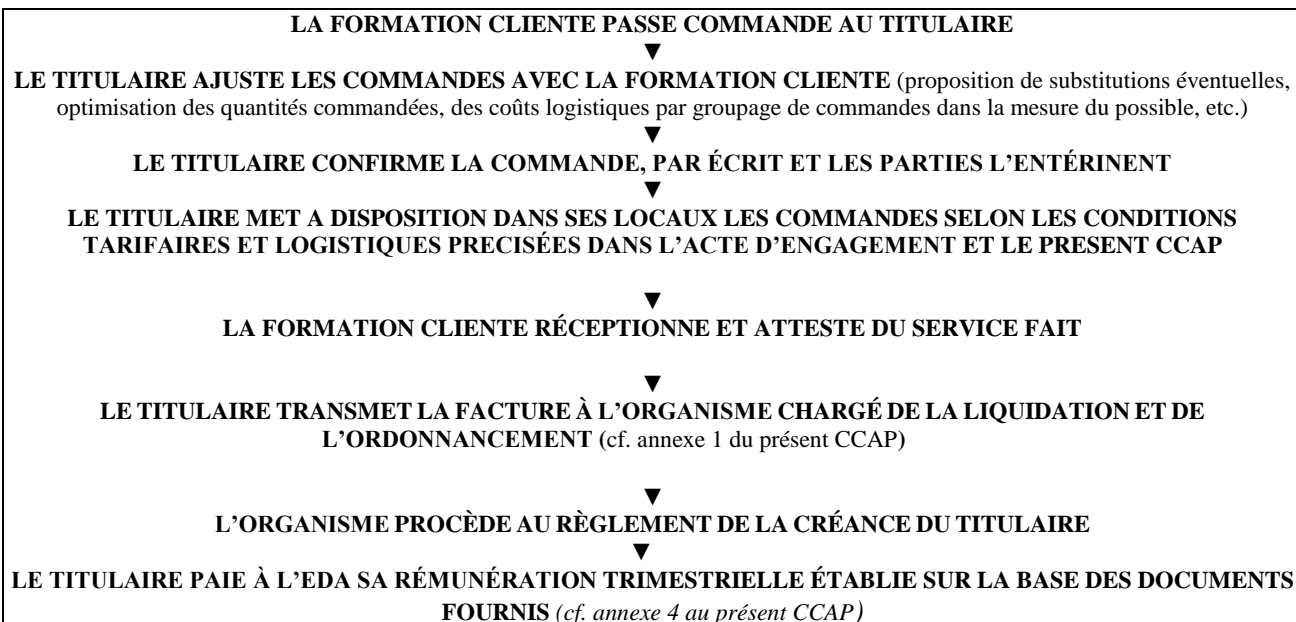 LA FORMATION CLIENTE PASSE COMMANDE AU TITULAIRE
▼
LE TITULAIRE AJUSTE LES COMMANDES AVEC LA FORMATION CLIENTE (proposition de substitutions éventuelles,
optimisation des quantités commandées, des coûts logistiques par groupage de commandes dans la mesure du possible, etc.)
▼
LE TITULAIRE CONFIRME LA COMMANDE, PAR ÉCRIT ET LES PARTIES L'ENTÉRINENT
▼
LE TITULAIRE MET A DISPOSITION DANS SES LOCAUX LES COMMANDES SELON LES CONDITIONS
TARIFAIRES ET LOGISTIQUES PRECISÉES DANS L'ACTE D'ENGAGEMENT ET LE PRESENT CCAP
▼
LA FORMATION CLIENTE RÉCEPTIONNE ET ATTESTE DU SERVICE FAIT
▼
LE TITULAIRE TRANSMET LA FACTURE À L'ORGANISME CHARGÉ DE LA LIQUIDATION ET DE
L'ORDONNANCEMENT (cf. annexe 1 du présent CCAP)
▼
L'ORGANISME PROCÈDE AU RÈGLEMENT DE LA CRÉANCE DU TITULAIRE
▼
LE TITULAIRE PAIE À L'EDA SA RÉMUNÉRATION TRIMESTRIELLE ÉTABLIE SUR LA BASE DES DOCUMENTS
FOURNIS (cf. annexe 4 au présent CCAP)